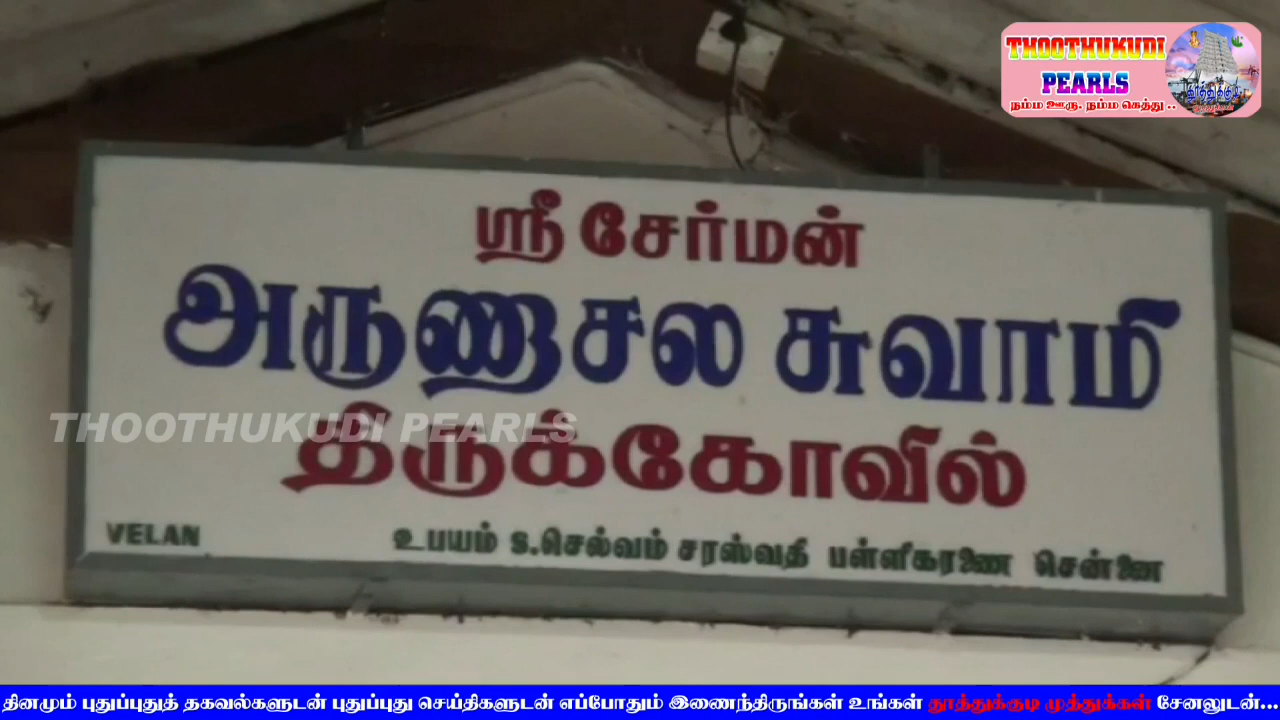 THOOTHUKUDI
PEARLS
நம்ம ஊரு. நம்ம கெத்து ..
ஸ்ரீ சேர்மன்
அருணாசல சுவாமி
திருக்கோவில்
THOOTHUKUDI PEARLS
VELAN
உபயம் S.செல்வம் சரஸ்வதி பள்ளிகரணை சென்னை
தினமும் புதுப்புதுத் தகவல்களுடன் புதுப்புது செய்திகளுடன் எப்போதும் இணைந்திருங்கள் உங்கள் தூத்துக்குடி முத்துக்கள் சேனலுடன்...